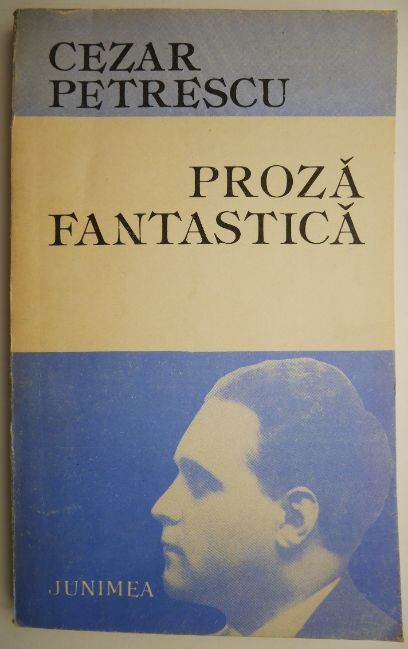 CEZAR
PETRESCU
PROZĂ
FANTASTICĂ
JUNIMEA